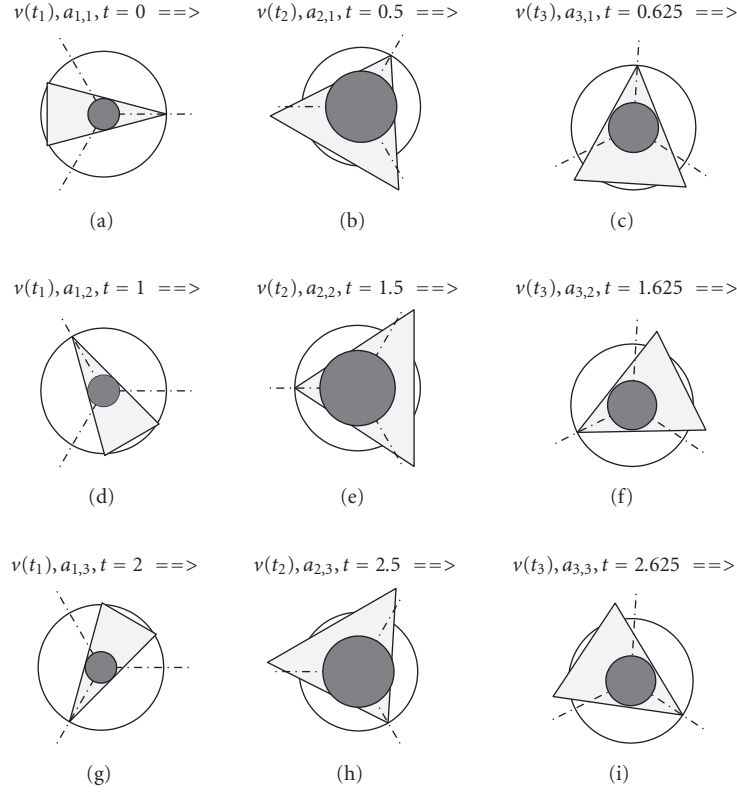 ν(t₁), a₁,₁, t = 0 ==>
ν(t₂), a₂,₁, t = 0.5 ==>
ν(t₃), a₃,₁, t = 0.625 ==>
(a)
(b)
(c)
ν(t₁), a₁,₂, t = 1 ==>
ν(t₂), a₂,₂, t = 1.5 ==>
ν(t₃), a₃,₂, t = 1.625 ==>
(d)
(e)
(f)
ν(t₁), a₁,₃, t = 2 ==>
ν(t₂), a₂,₃, t = 2.5 ==>
ν(t₃), a₃,₃, t = 2.625 ==>
(g)
(h)
(i)